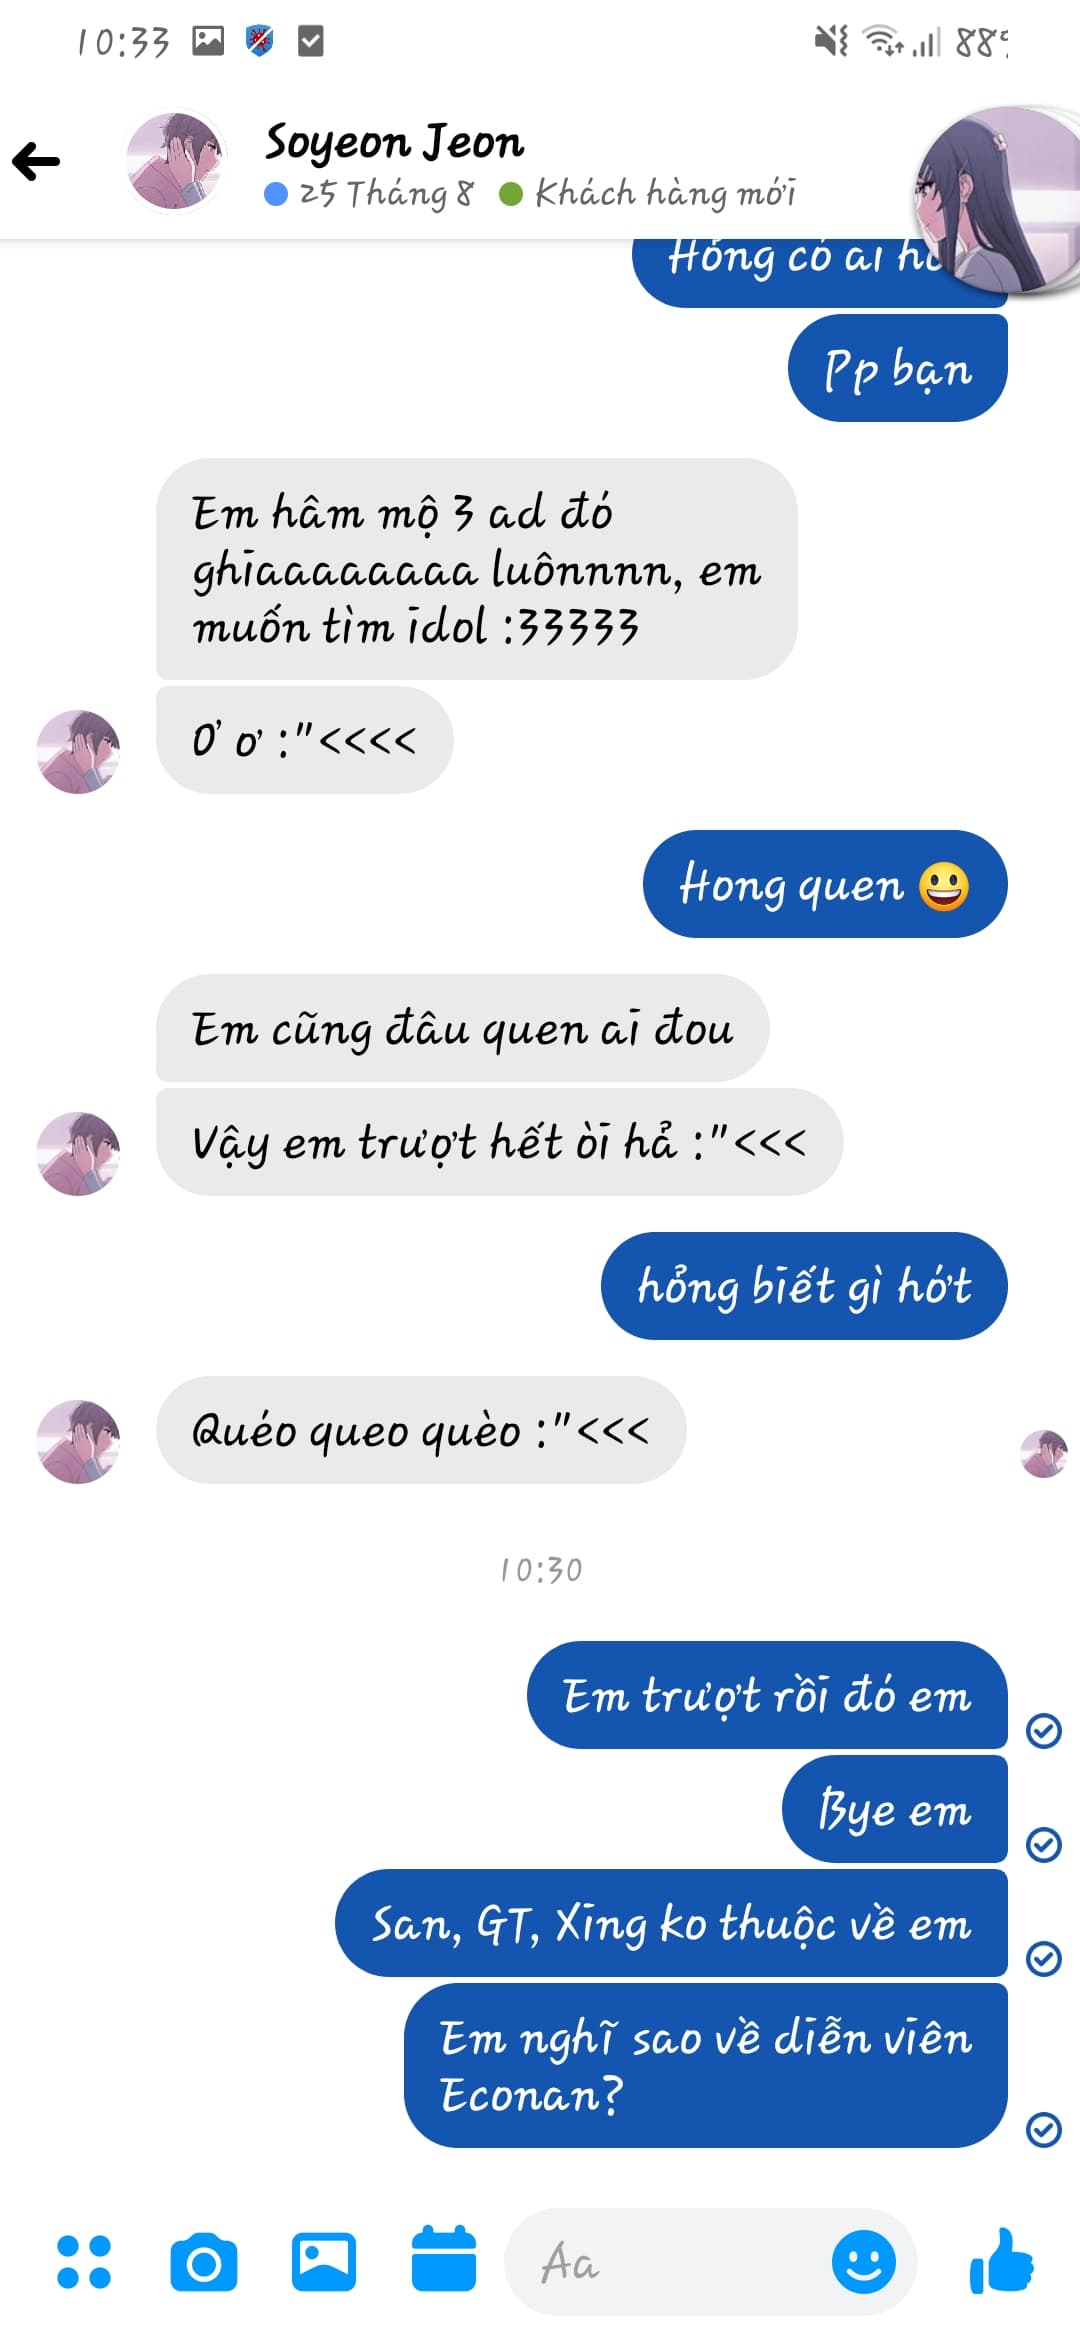 10:33
88%
Soyeon Jeon
25 Tháng 8 Khách hàng mới
Hổng có ai
Pp bạn
Em hâm mộ 3 ad đó
ghiaaaaaaaa luônnnn, em
muốn tìm idol :33333
Ơ ơ :"<<<<
Hong quen 😃
Em cũng đâu quen ai đou
Vậy em trượt hết òi hả :"<<<
hỏng biết gì hớt
Quéo queo quèo :"<<<
10:30
Em trượt rồi đó em
Bye em
San, GT, Xing ko thuộc về em
Em nghĩ sao về diễn viên
Econan?
Aa